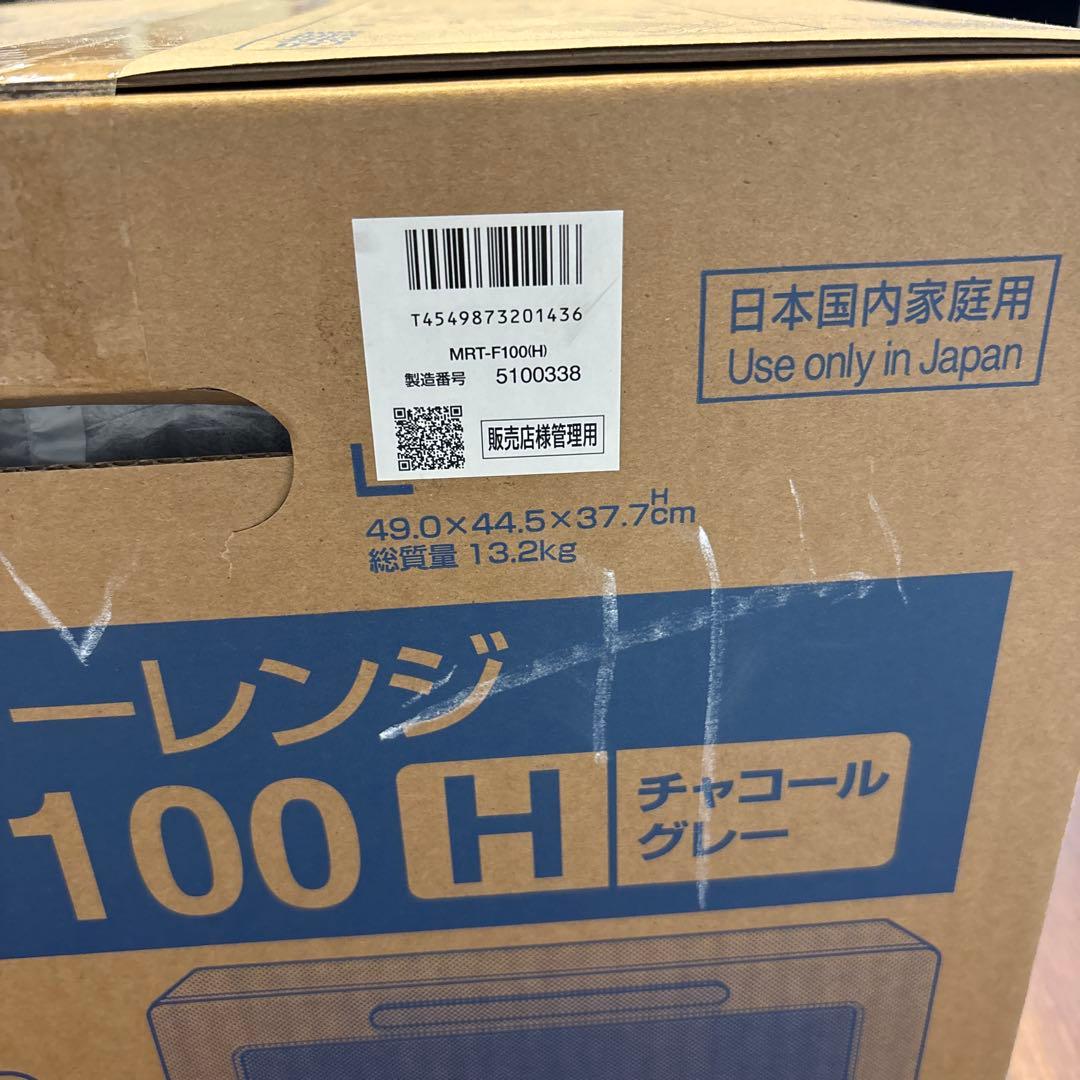 T4549873201436
MRT-F100(H)
製造番号 5100338
販売店様管理用
日本国内家庭用
Use only in Japan
L
49.0×44.5×37.7cm
H
総質量 13.2kg
ーレンジ
100 H チャコール
グレー